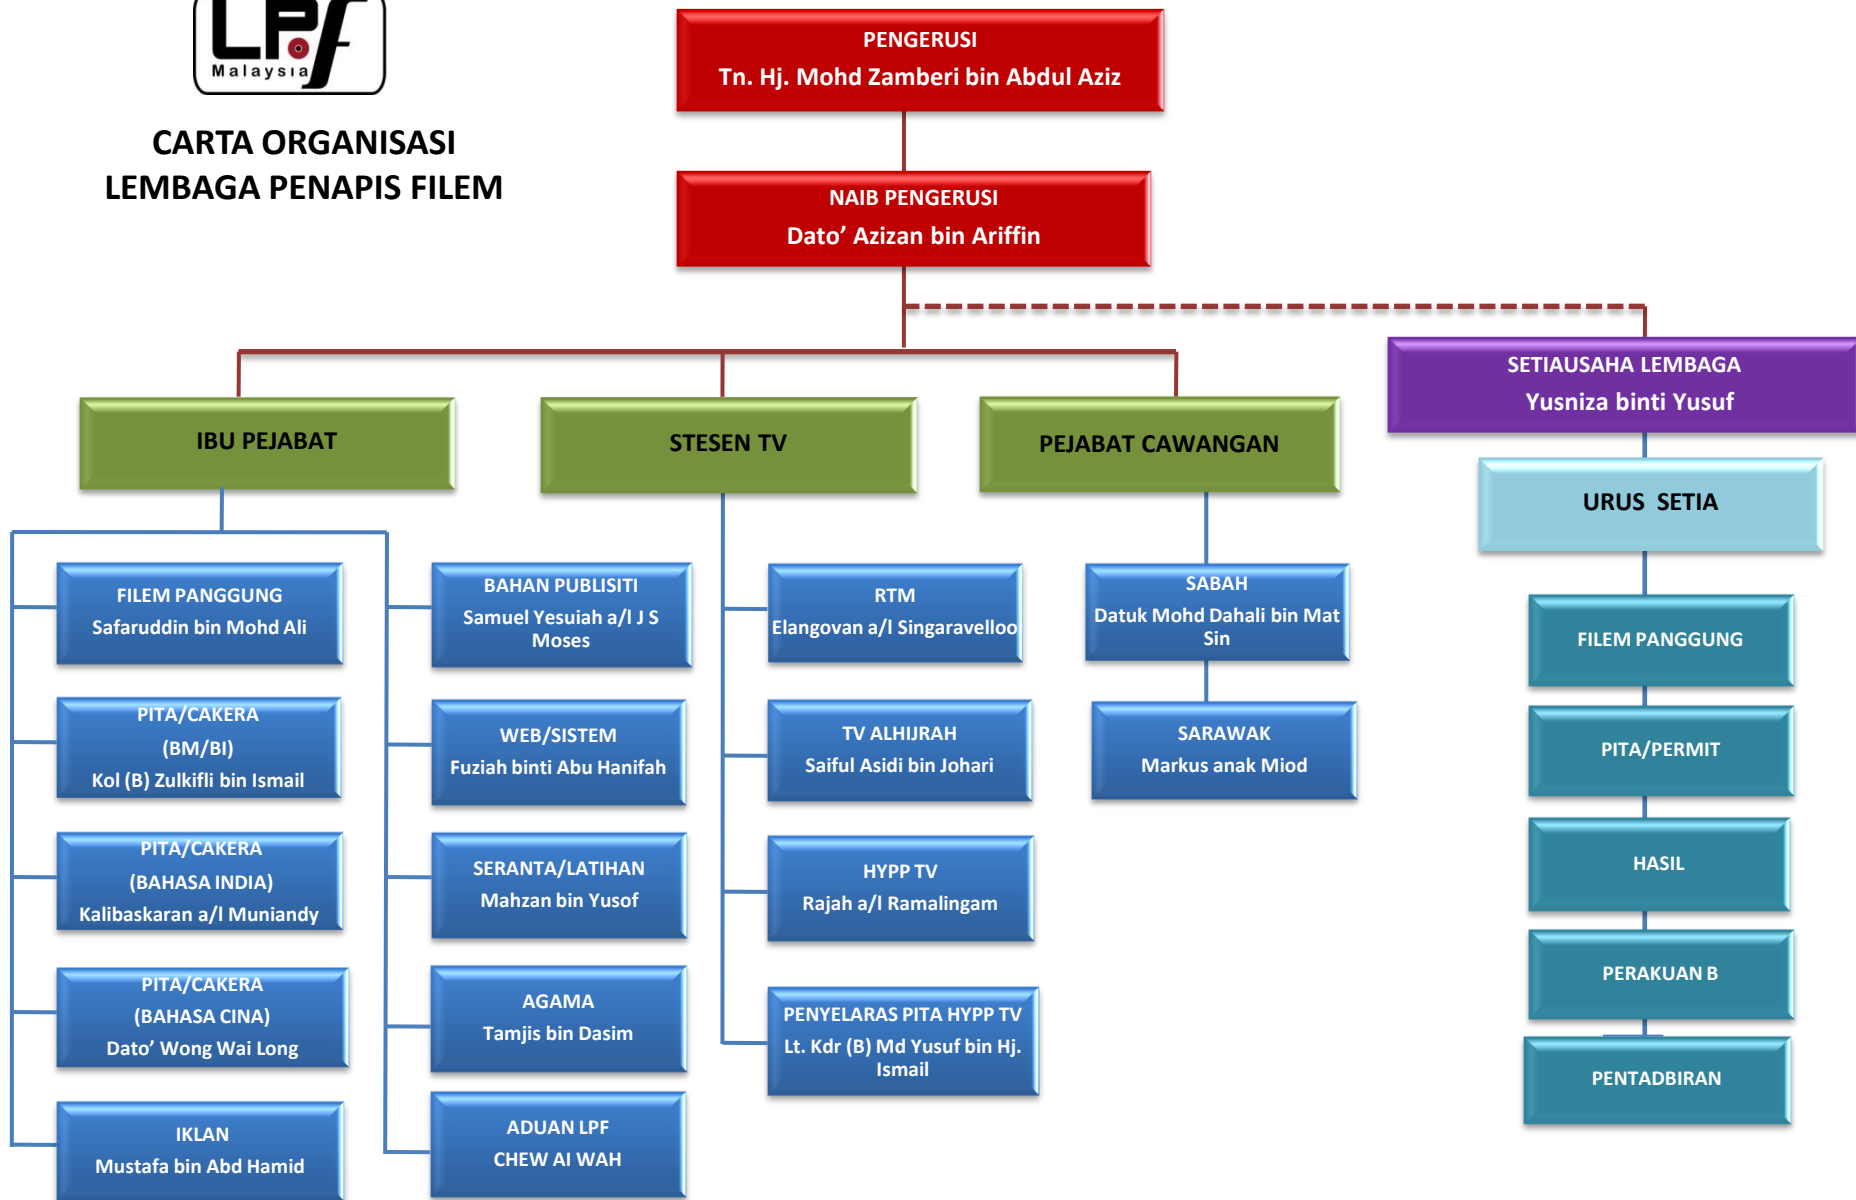 LPf
Malaysia
CARTA ORGANISASI
LEMBAGA PENAPIS FILEM
PENGERUSI
Tn. Hj. Mohd Zamberi bin Abdul Aziz
NAIB PENGERUSI
Dato’ Azizan bin Ariffin
SETIAUSAHA LEMBAGA
Yusniza binti Yusuf
IBU PEJABAT
STESEN TV
PEJABAT CAWANGAN
URUS SETIA
FILEM PANGGUNG
Safaruddin bin Mohd Ali
PITA/CAKERA
(BM/BI)
Kol (B) Zulkifli bin Ismail
PITA/CAKERA
(BAHASA INDIA)
Kalibaskaran a/l Muniandy
PITA/CAKERA
(BAHASA CINA)
Dato’ Wong Wai Long
IKLAN
Mustafa bin Abd Hamid
BAHAN PUBLISITI
Samuel Yesuiah a/l J S
Moses
WEB/SISTEM
Fuziah binti Abu Hanifah
SERANTA/LATIHAN
Mahzan bin Yusof
AGAMA
Tamjis bin Dasim
ADUAN LPF
CHEW AI WAH
RTM
Elangovan a/l Singaravelloo
TV ALHIJRAH
Saiful Asidi bin Johari
HYPP TV
Rajah a/l Ramalingam
PENYELARAS PITA HYPP TV
Lt. Kdr (B) Md Yusuf bin Hj.
Ismail
SABAH
Datuk Mohd Dahali bin Mat
Sin
SARAWAK
Markus anak Miod
FILEM PANGGUNG
PITA/PERMIT
HASIL
PERAKUAN B
PENTADBIRAN